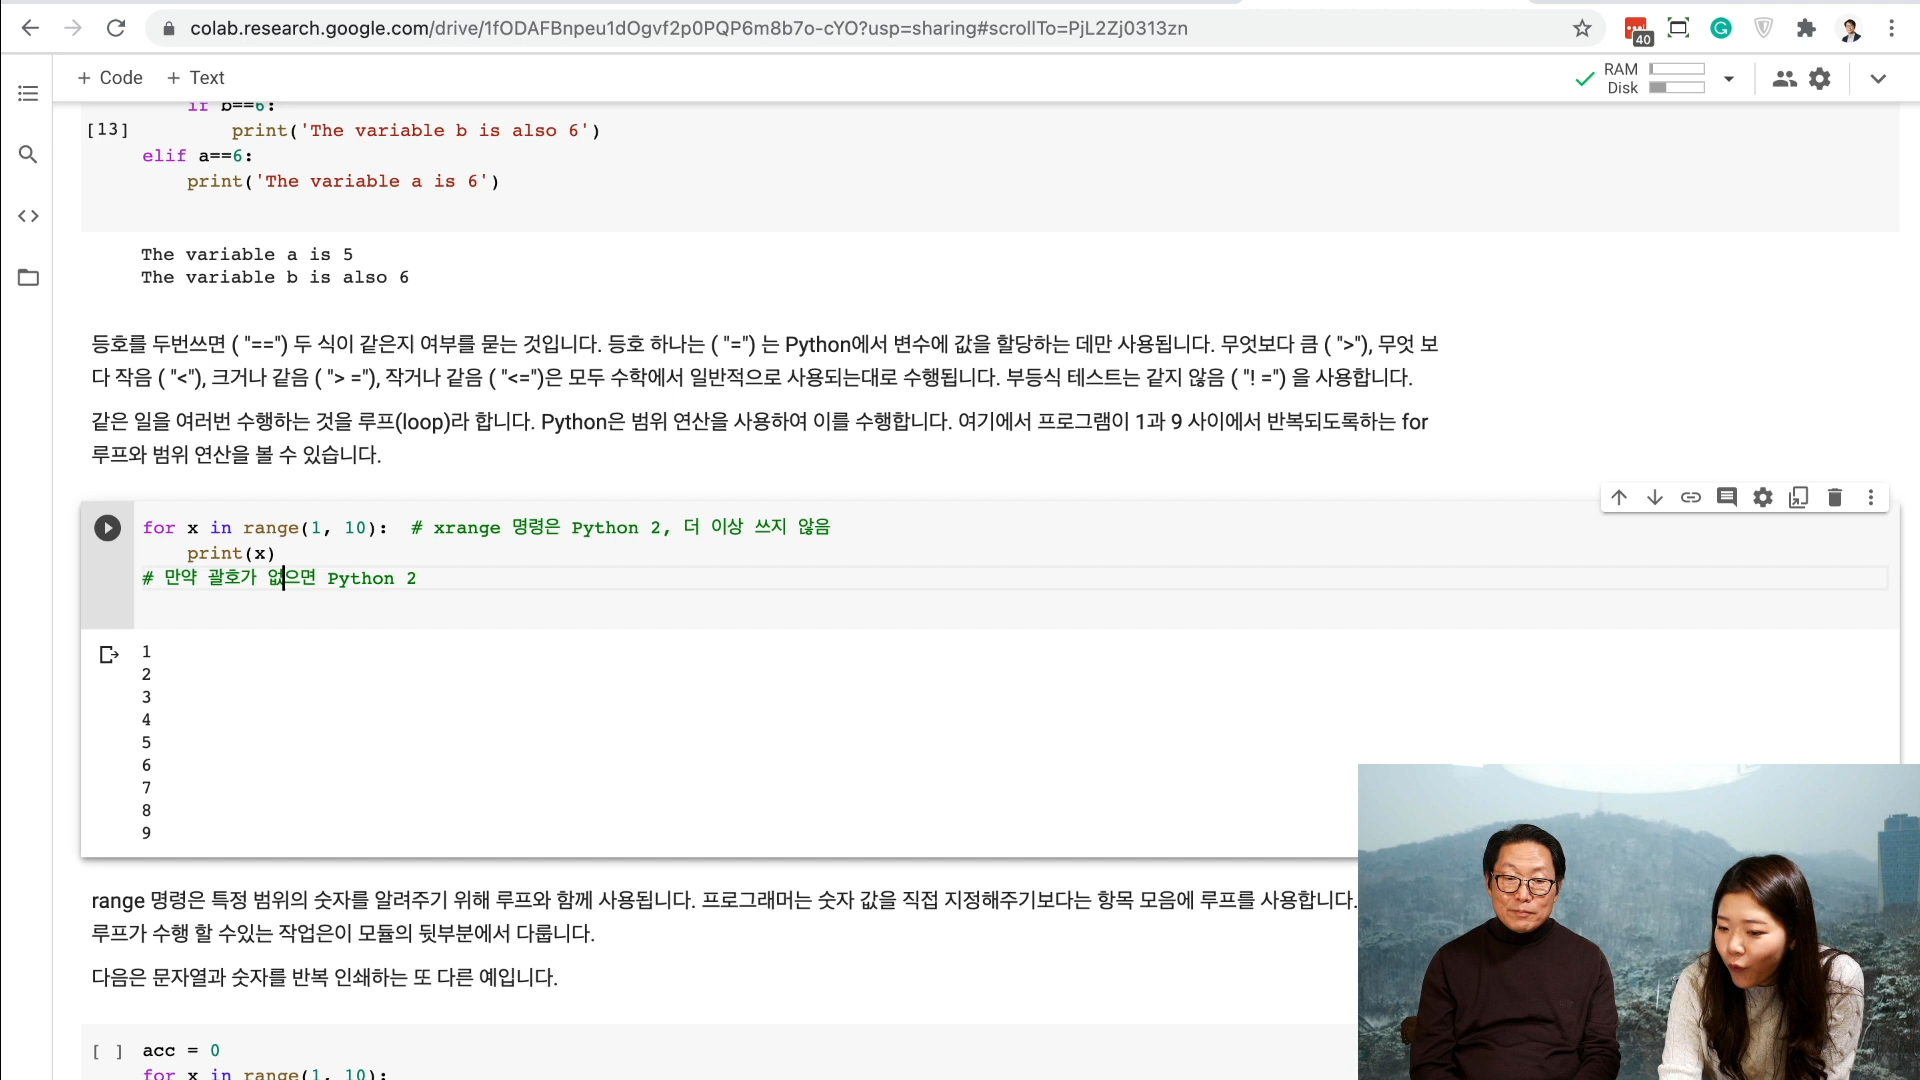 colab.research.google.com/drive/1fODAFBnpeu1dOgvf2p0PQP6m8b7o-cYO?usp=sharing#scrollTo=PjL2Zj0313zn
40
+ Code + Text
RAM
Disk
if b==6:
[13] print('The variable b is also 6')
elif a==6:
print('The variable a is 6')
The variable a is 5
The variable b is also 6
등호를 두번쓰면 ( "==") 두 식이 같은지 여부를 묻는 것입니다. 등호 하나는 ( "=") 는 Python에서 변수에 값을 할당하는 데만 사용됩니다. 무엇보다 큼 ( ">"), 무엇 보
다 작음 ( "<"), 크거나 같음 ( "> ="), 작거나 같음 ( "<=")은 모두 수학에서 일반적으로 사용되는대로 수행됩니다. 부등식 테스트는 같지 않음 ( "! =") 을 사용합니다.
같은 일을 여러번 수행하는 것을 루프(loop)라 합니다. Python은 범위 연산을 사용하여 이를 수행합니다. 여기에서 프로그램이 1과 9 사이에서 반복되도록하는 for
루프와 범위 연산을 볼 수 있습니다.
for x in range(1, 10): # xrange 명령은 Python 2, 더 이상 쓰지 않음
print(x)
# 만약 괄호가 없으면 Python 2
1
2
3
4
5
6
7
8
9
range 명령은 특정 범위의 숫자를 알려주기 위해 루프와 함께 사용됩니다. 프로그래머는 숫자 값을 직접 지정해주기보다는 항목 모음에 루프를 사용합니다.
루프가 수행 할 수있는 작업은이 모듈의 뒷부분에서 다룹니다.
다음은 문자열과 숫자를 반복 인쇄하는 또 다른 예입니다.
[ ] acc = 0
for x in range(1, 10):